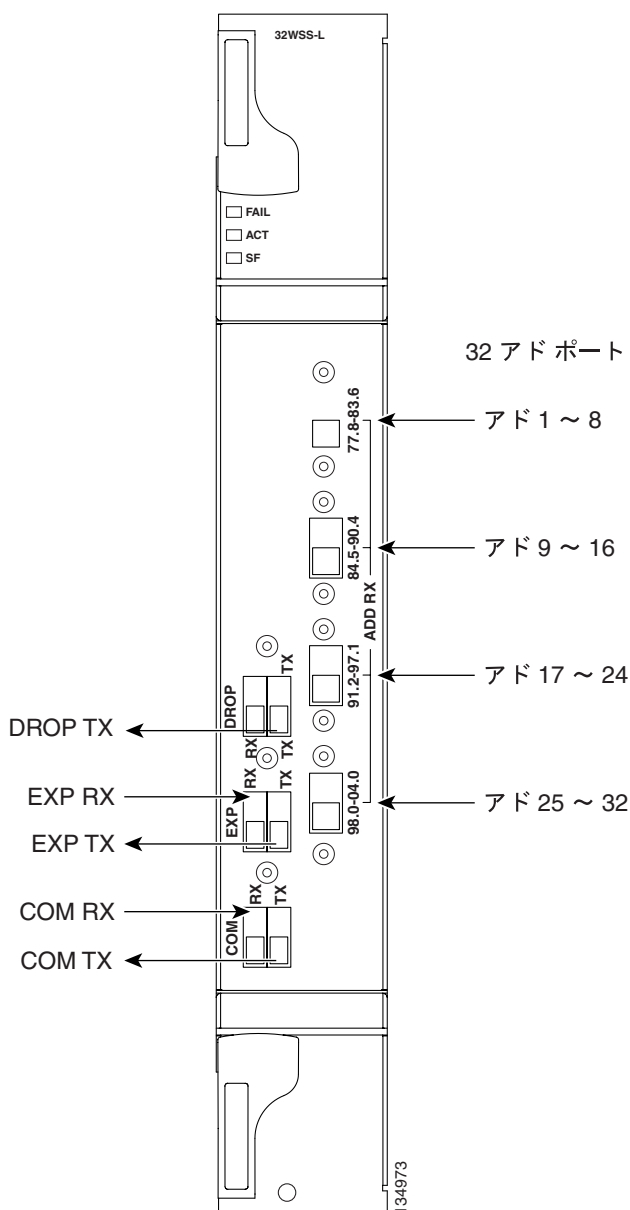 32WSS-L
FAIL
ACT
SF
32 アド ポート
77.8-83.6
アド 1 ～ 8
84.5-90.4
アド 9 ～ 16
ADD RX
91.2-97.1
アド 17 ～ 24
98.0-04.0
アド 25 ～ 32
DROP
TX
DROP TX
RX
TX
EXP
RX
TX
EXP RX
EXP TX
COM
RX
TX
COM RX
COM TX
134973